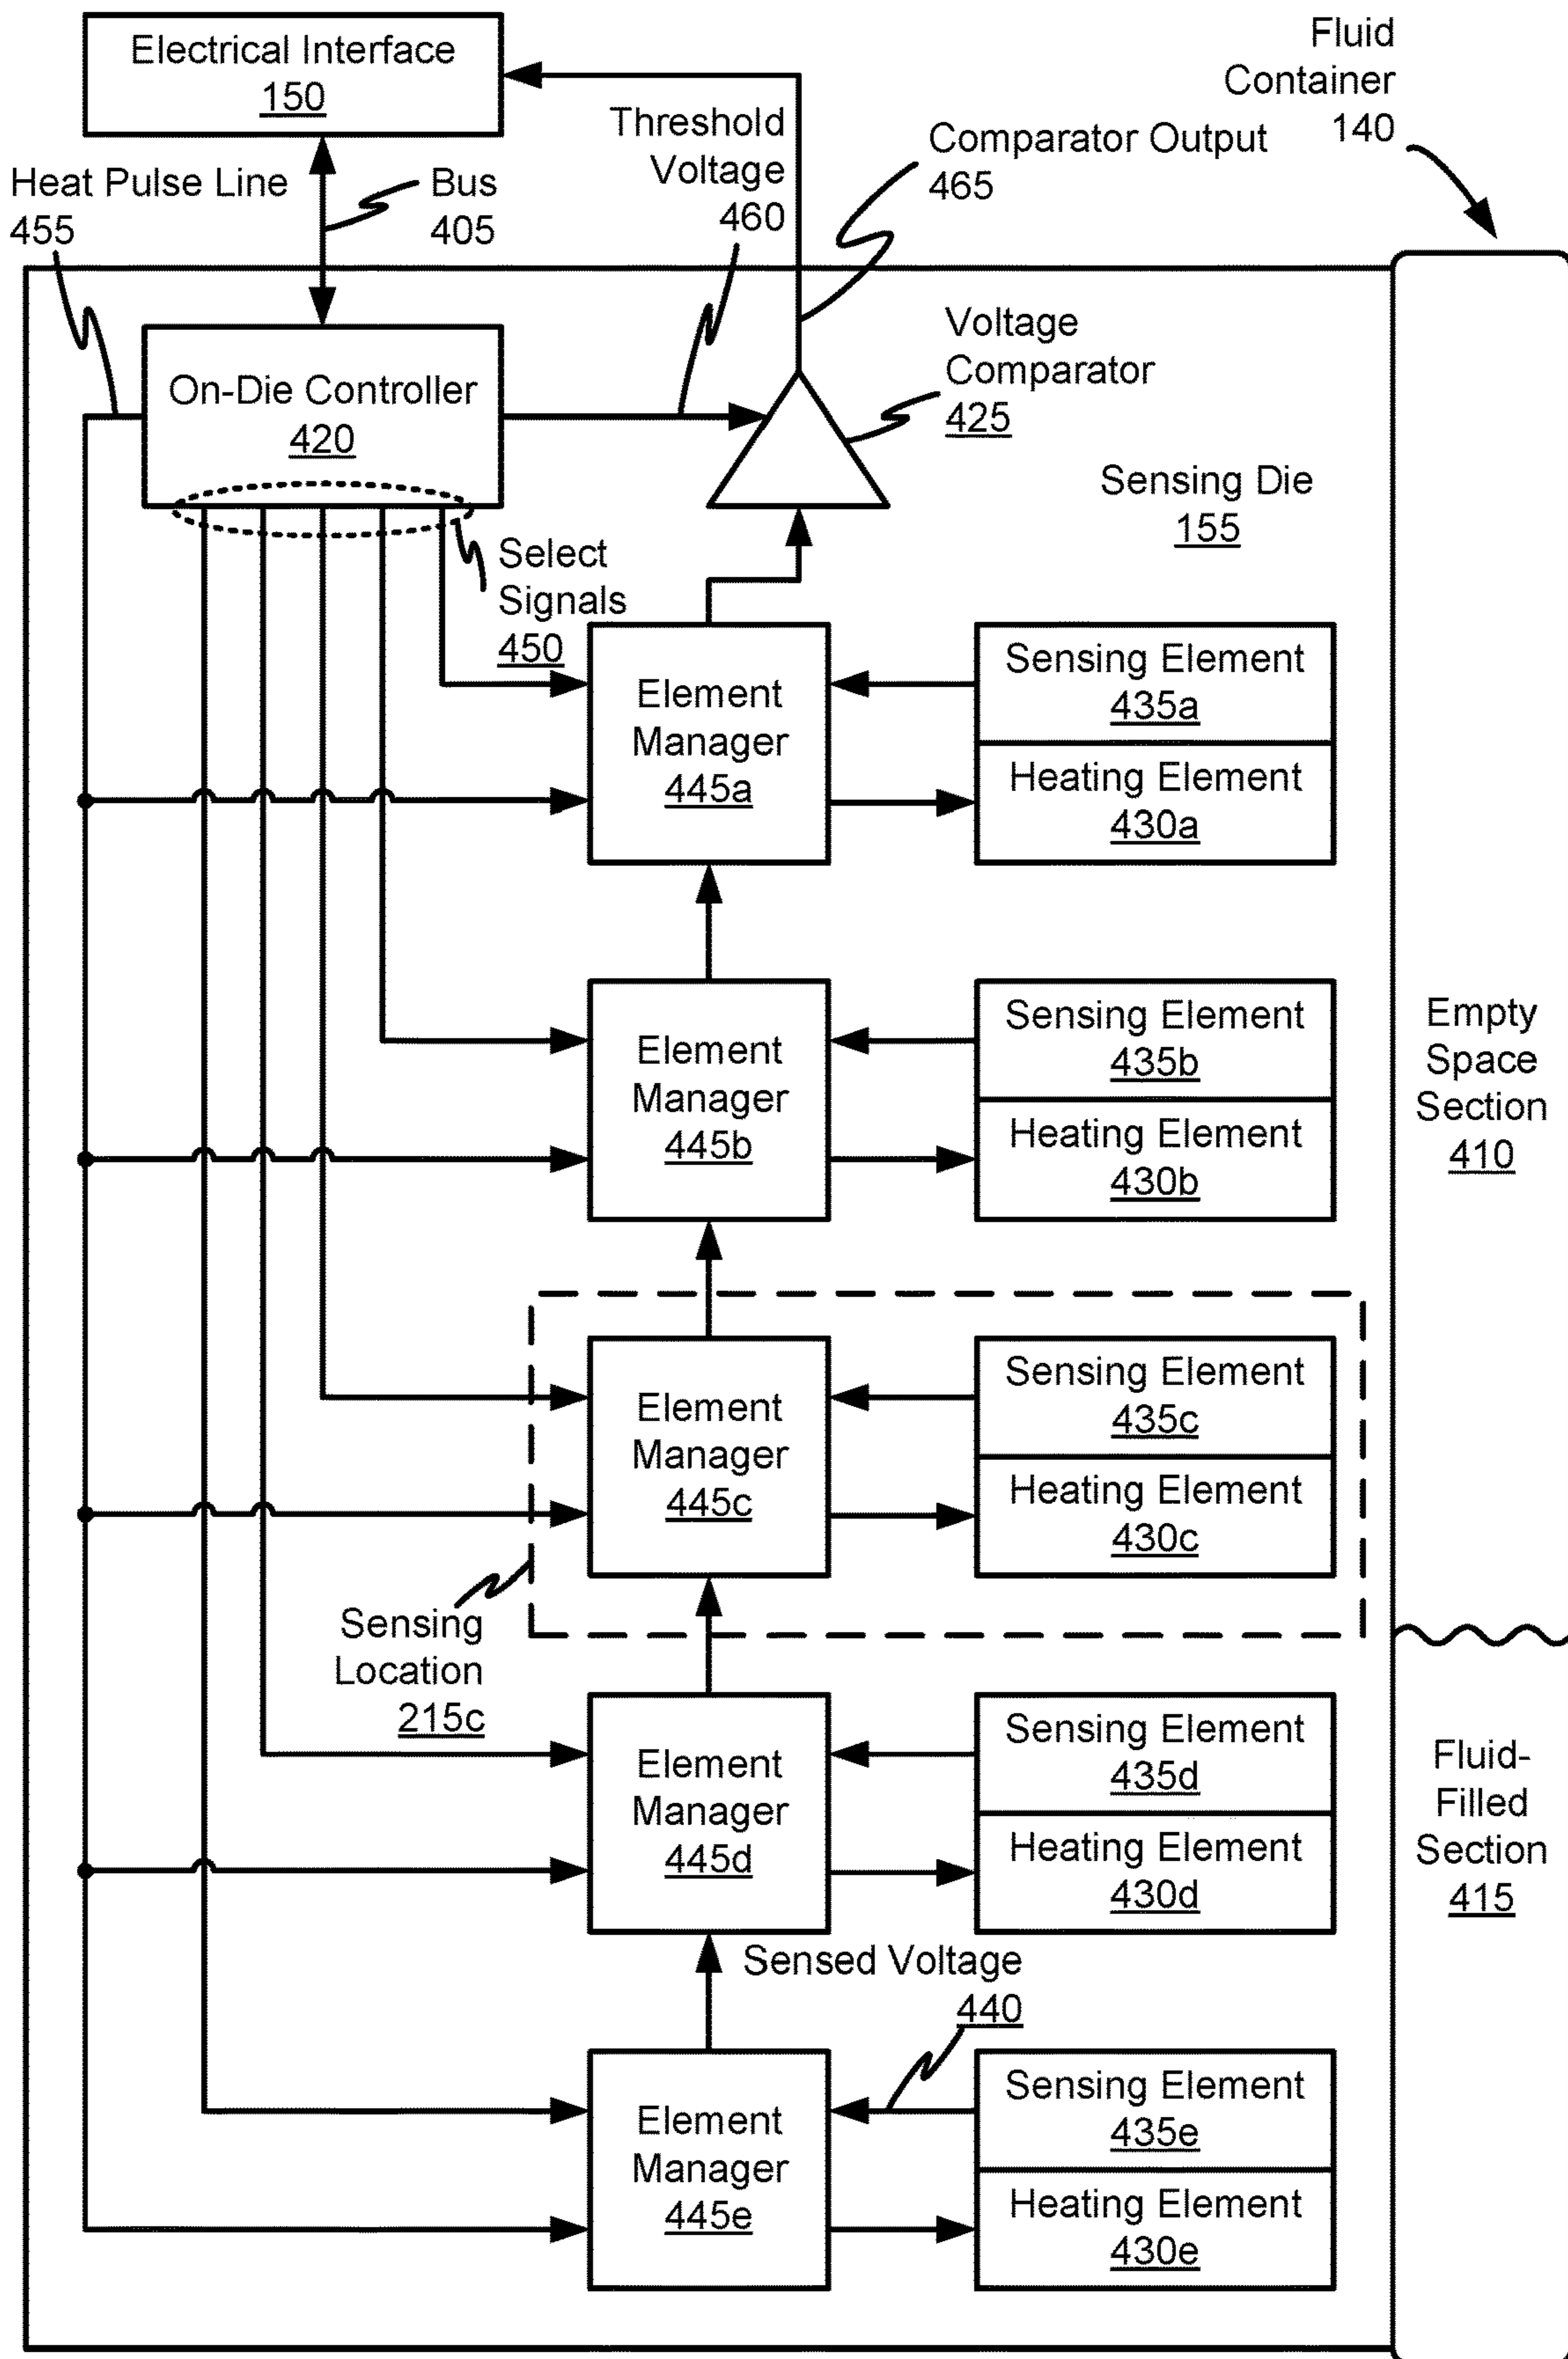 Electrical Interface
150
Fluid
Container
140
Threshold
Voltage
460
Comparator Output
465
Heat Pulse Line
455
Bus
405
On-Die Controller
420
Voltage
Comparator
425
Sensing Die
155
Select
Signals
450
Element
Manager
445a
Sensing Element
435a
Heating Element
430a
Element
Manager
445b
Sensing Element
435b
Heating Element
430b
Empty
Space
Section
410
Element
Manager
445c
Sensing Element
435c
Heating Element
430c
Sensing
Location
215c
Element
Manager
445d
Sensing Element
435d
Heating Element
430d
Fluid-
Filled
Section
415
Sensed Voltage
440
Element
Manager
445e
Sensing Element
435e
Heating Element
430e